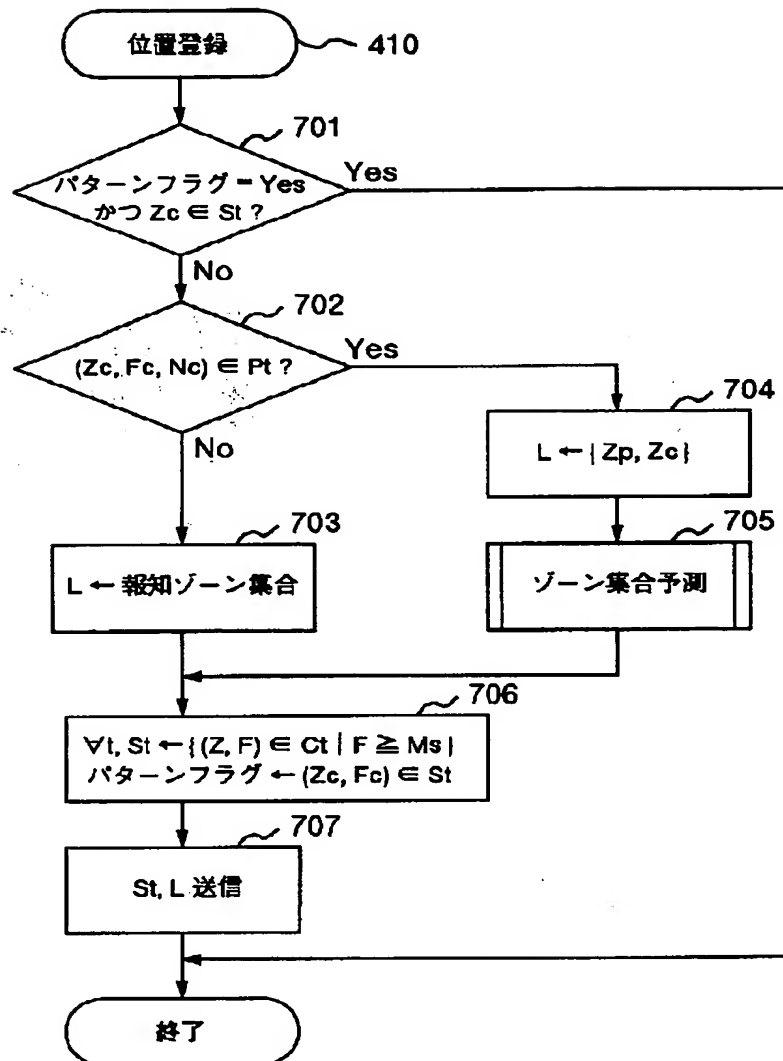 位置登録
410
701
パターンフラグ = Yes
かつ Zc ∈ St ?
Yes
No
702
(Zc, Fc, Nc) ∈ Pt ?
Yes
No
704
L ← { Zp, Zc }
705
ゾーン集合予測
703
L ← 報知ゾーン集合
706
∀t, St ← { (Z, F) ∈ Ct | F ≧ Ms }
パターンフラグ ← (Zc, Fc) ∈ St
707
St, L 送信
終了